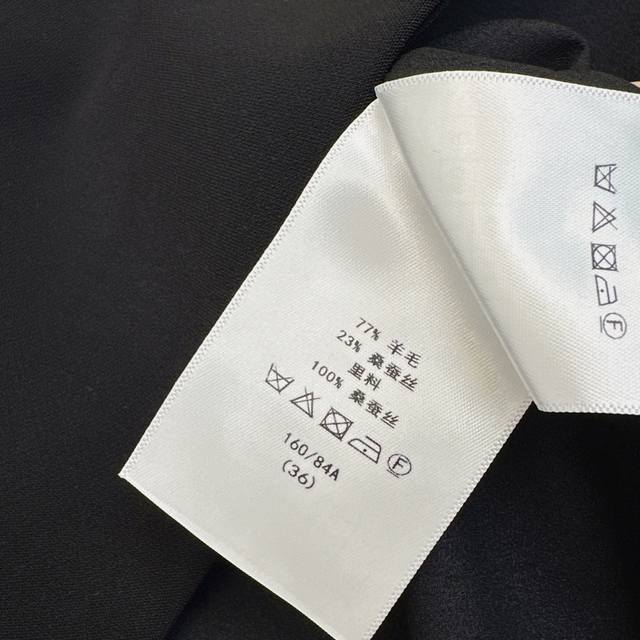 77% 羊毛
23% 桑蚕丝
里料
100% 桑蚕丝
F
160/84A
(36)
F